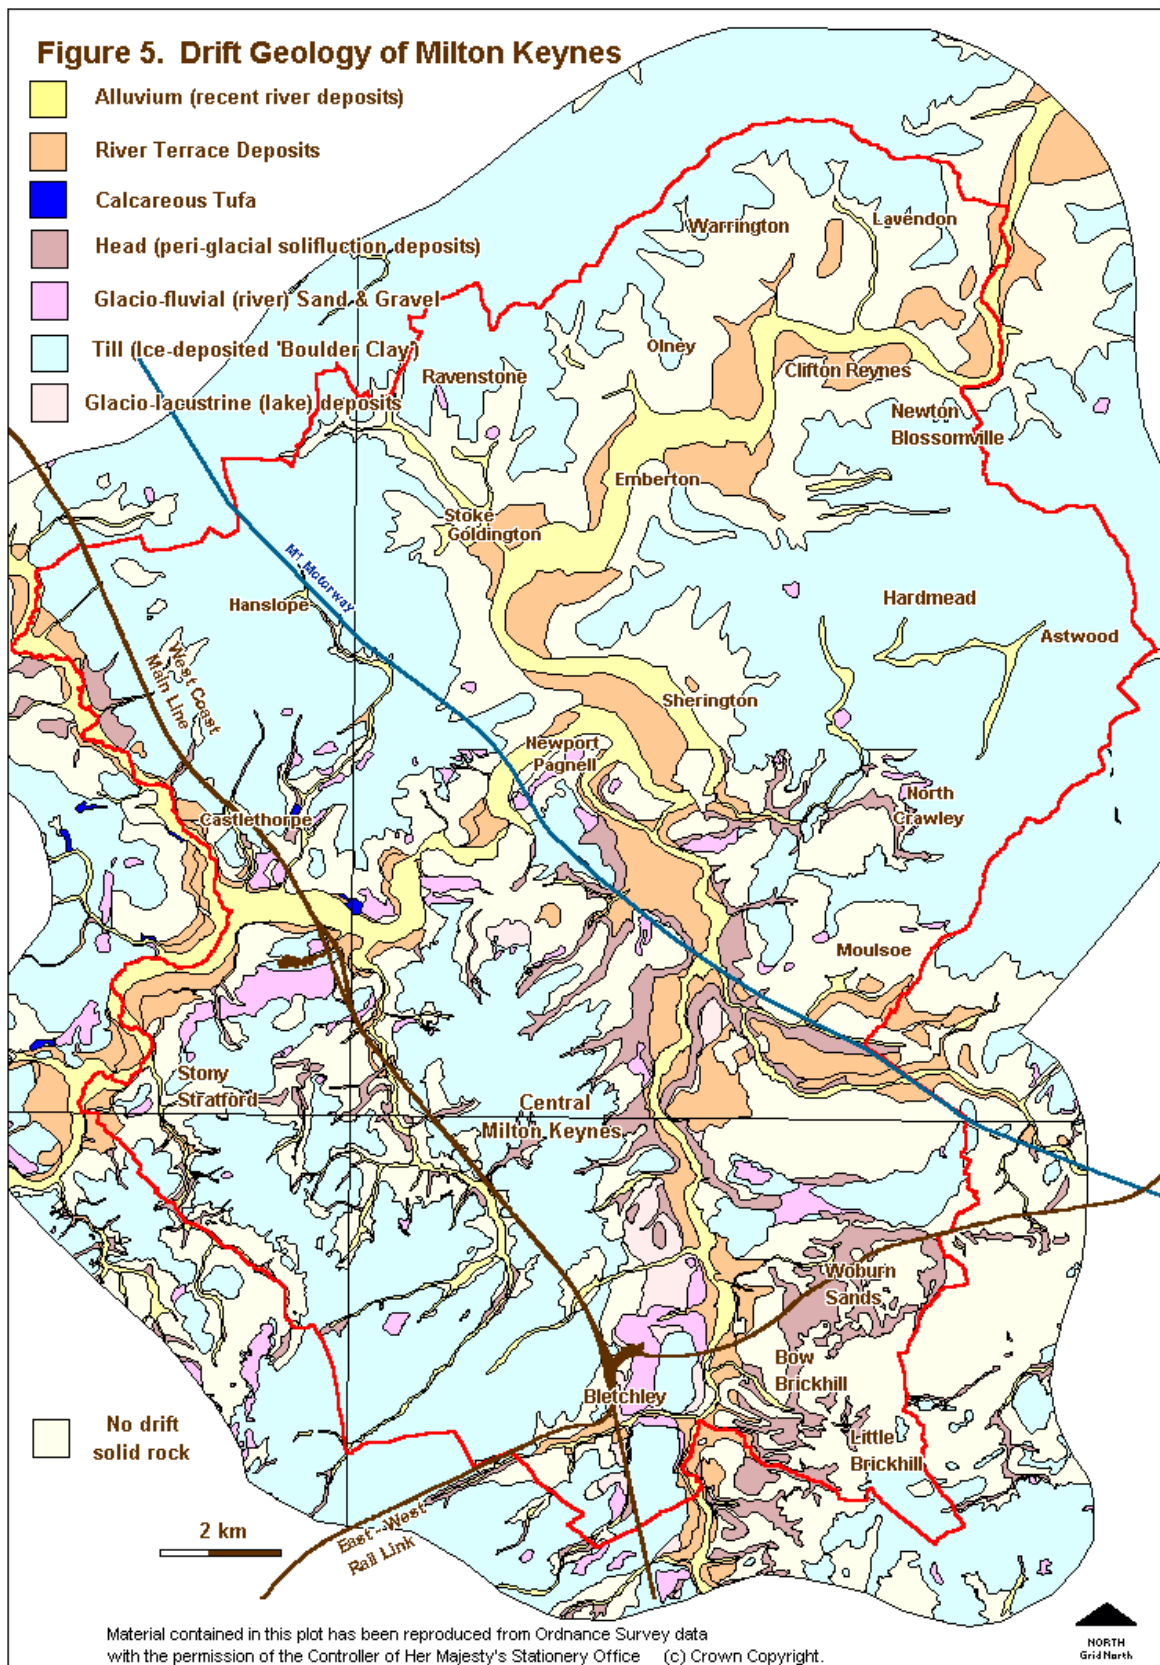 Figure 5. Drift Geology of Milton Keynes
Alluvium (recent river deposits)
River Terrace Deposits
Calcareous Tufa
Head (peri-glacial solifluction deposits)
Glacio-fluvial (river) Sand & Gravel
Till (Ice-deposited 'Boulder Clay')
Glacio-lacustrine (lake) deposits
Warrington
Lavendon
Olney
Clifton Reynes
Ravenstone
Newton
Blossomville
Emberton
Stoke
Goldington
M1 Motorway
Hanslope
Hardmead
Astwood
West Coast
Main Line
Sherington
Newport
Pagnell
North
Crawley
Castlethorpe
Moulsoe
Stony
Stratford
Central
Milton Keynes
Woburn
Sands
Bow
Brickhill
Bletchley
Little
Brickhill
No drift
solid rock
2 km
East - West
Rail Link
Material contained in this plot has been reproduced from Ordnance Survey data
with the permission of the Controller of Her Majesty's Stationery Office (c) Crown Copyright.
NORTH
Grid North